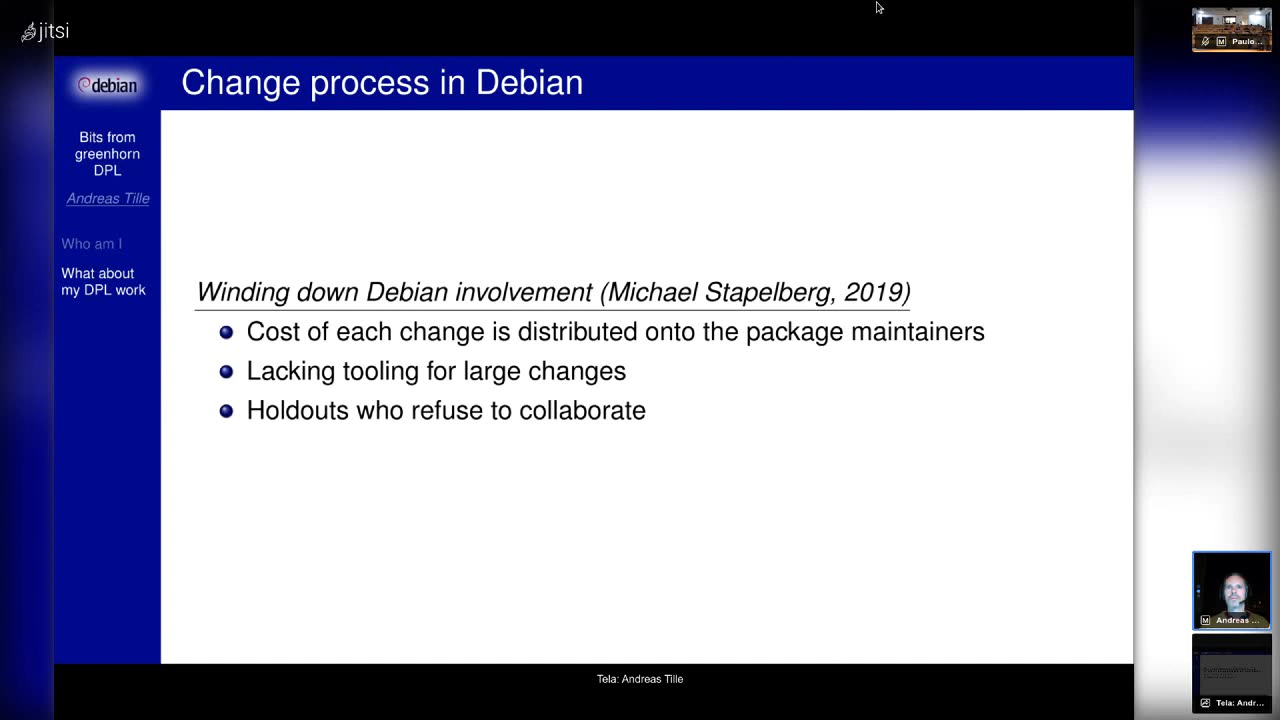 jitsi
debian
Change process in Debian
Bits from
greenhorn
DPL
Andreas Tille
Who am I
What about
my DPL work
Winding down Debian involvement (Michael Stapelberg, 2019)
Cost of each change is distributed onto the package maintainers
Lacking tooling for large changes
Holdouts who refuse to collaborate
Tela: Andreas Tille
M Paulo...
M Andreas ...
Tela: Andr...